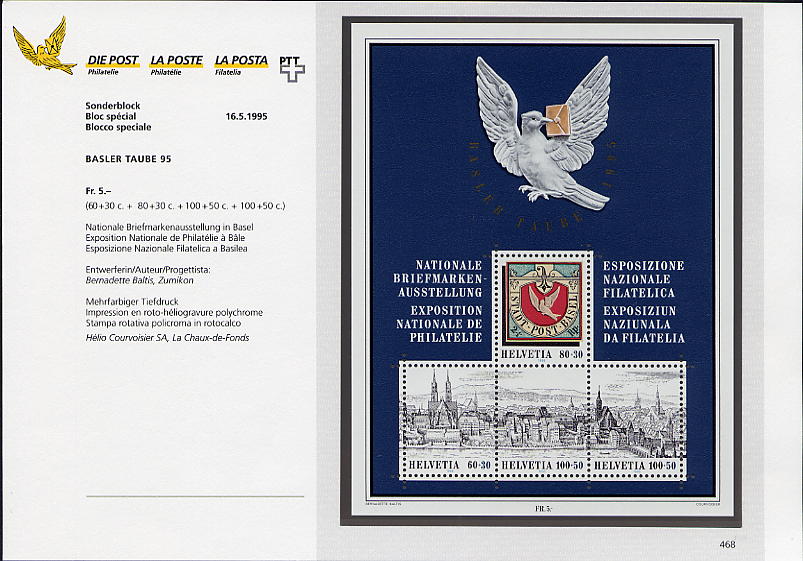 DIE POST LA POSTE LA POSTA PTT
Philatelie Philatélie Filatelia
Sonderblock
Bloc spécial 16.5.1995
Blocco speciale
BASLER TAUBE 95
Fr. 5.–
(60+30 c. + 80+30 c. + 100+50 c. + 100+50 c.)
Nationale Briefmarkenausstellung in Basel
Exposition Nationale de Philatélie à Bâle
Esposizione Nazionale Filatelica a Basilea
Entwerferin/Auteur/Progettista:
Bernadette Baltis, Zumikon
Mehrfarbiger Tiefdruck
Impression en roto-héliogravure polychrome
Stampa rotativa policroma in rotocalco
Hélio Courvoisier SA, La Chaux-de-Fonds
BASLER TAUBE 1995
NATIONALE
BRIEFMARKEN-
AUSSTELLUNG
EXPOSITION
NATIONALE DE
PHILATELIE
STADT-POST-BASEL
HELVETIA 80+30
ESPOSIZIONE
NAZIONALE
FILATELICA
EXPOSIZIUN
NAZIUNALA
DA FILATELIA
HELVETIA 60+30
HELVETIA 100+50
HELVETIA 100+50
BERNADETTE BALTIS
FR. 5.-
COURVOISIER
468